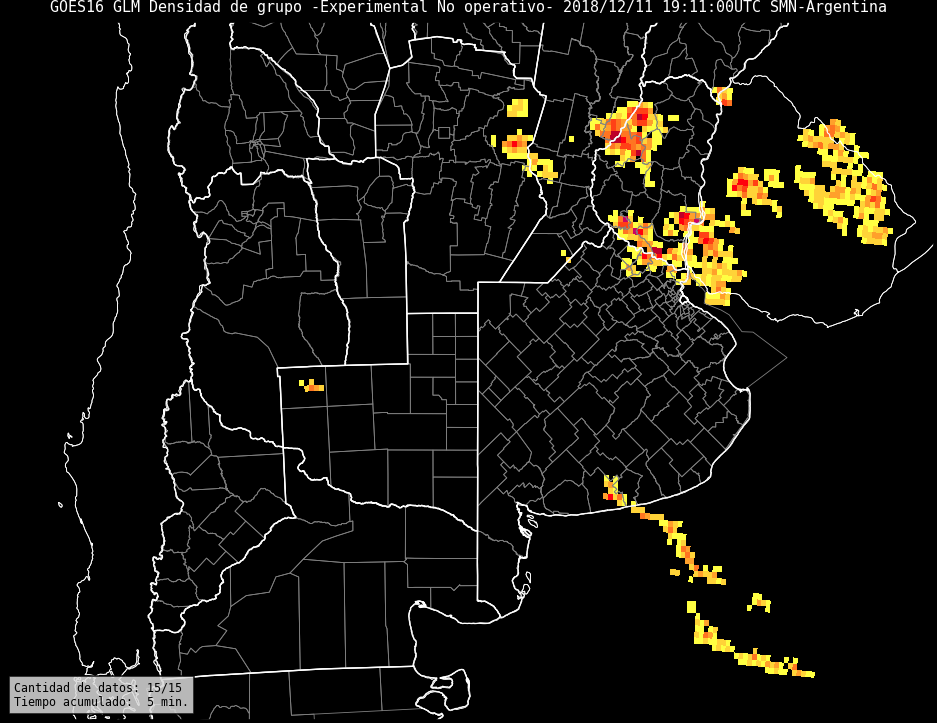 GOES16 GLM Densidad de grupo -Experimental No operativo- 2018/12/11 19:11:00UTC SMN-Argentina
Cantidad de datos: 15/15
Tiempo acumulado:  5 min.